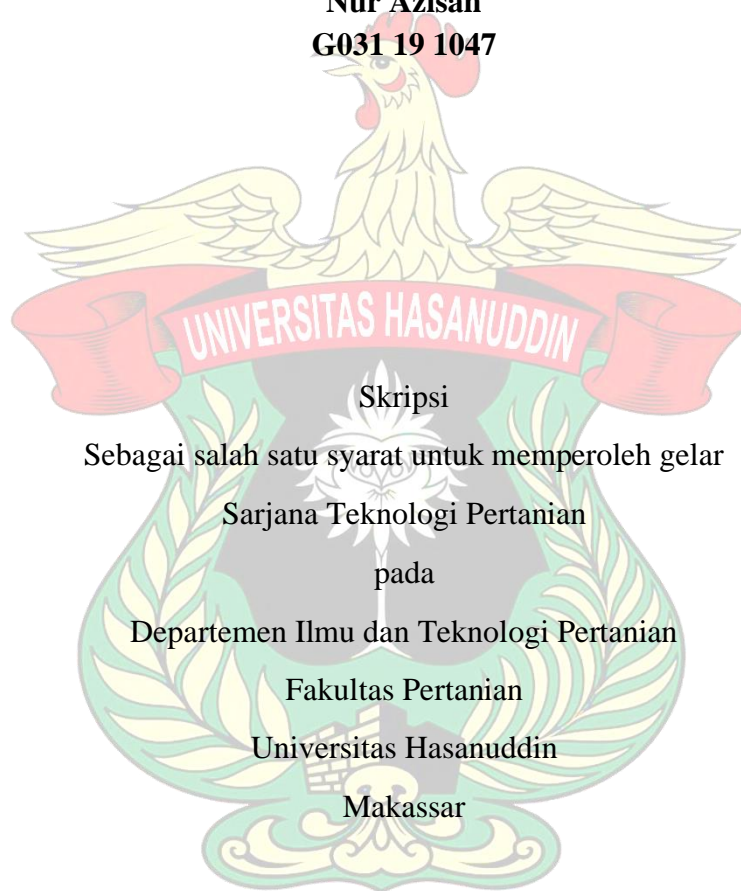 Nur Azisah
G031 19 1047
UNIVERSITAS HASANUDDIN
Skripsi
Sebagai salah satu syarat untuk memperoleh gelar
Sarjana Teknologi Pertanian
pada
Departemen Ilmu dan Teknologi Pertanian
Fakultas Pertanian
Universitas Hasanuddin
Makassar